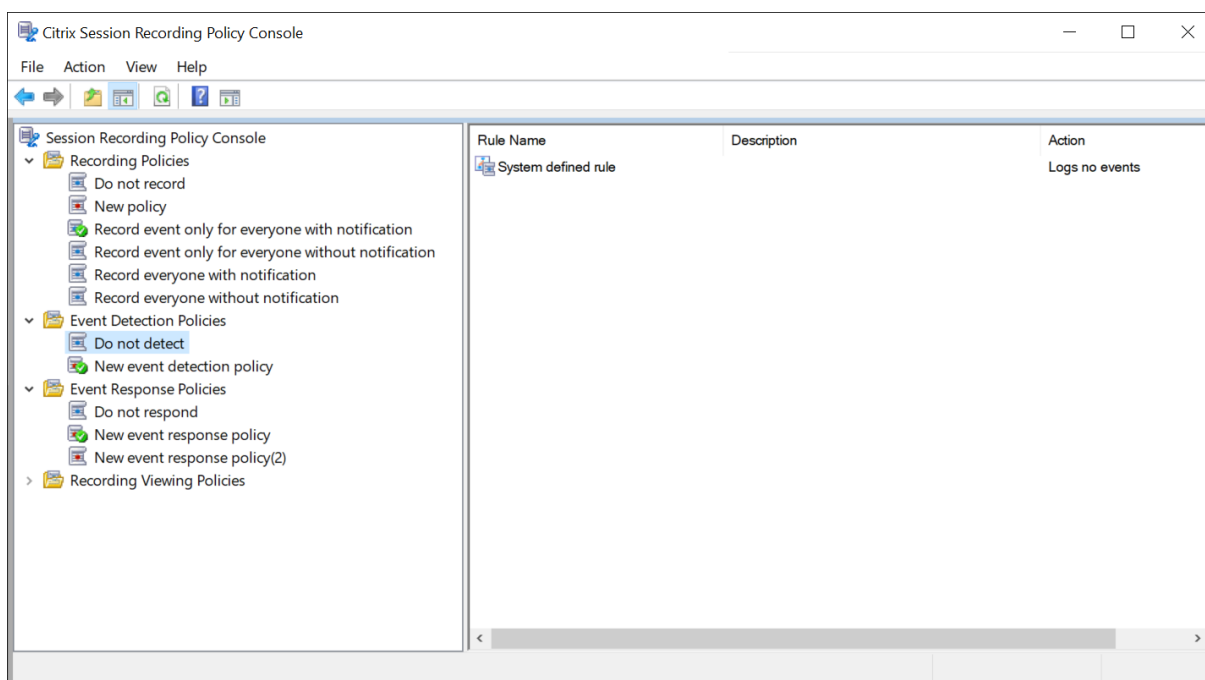 Citrix Session Recording Policy Console
File Action View Help
Session Recording Policy Console
Recording Policies
Do not record
New policy
Record event only for everyone with notification
Record event only for everyone without notification
Record everyone with notification
Record everyone without notification
Event Detection Policies
Do not detect
New event detection policy
Event Response Policies
Do not respond
New event response policy
New event response policy(2)
Recording Viewing Policies
Rule Name Description Action
System defined rule Logs no events